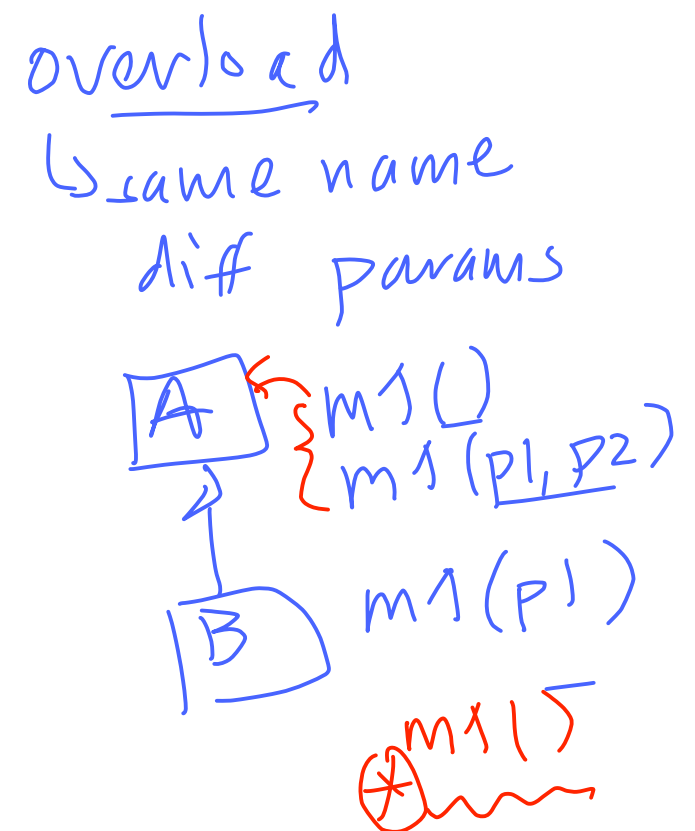 overload
↳ same name
diff params
A m1()
m1(p1, p2)
B m1(p1)
m1()
*